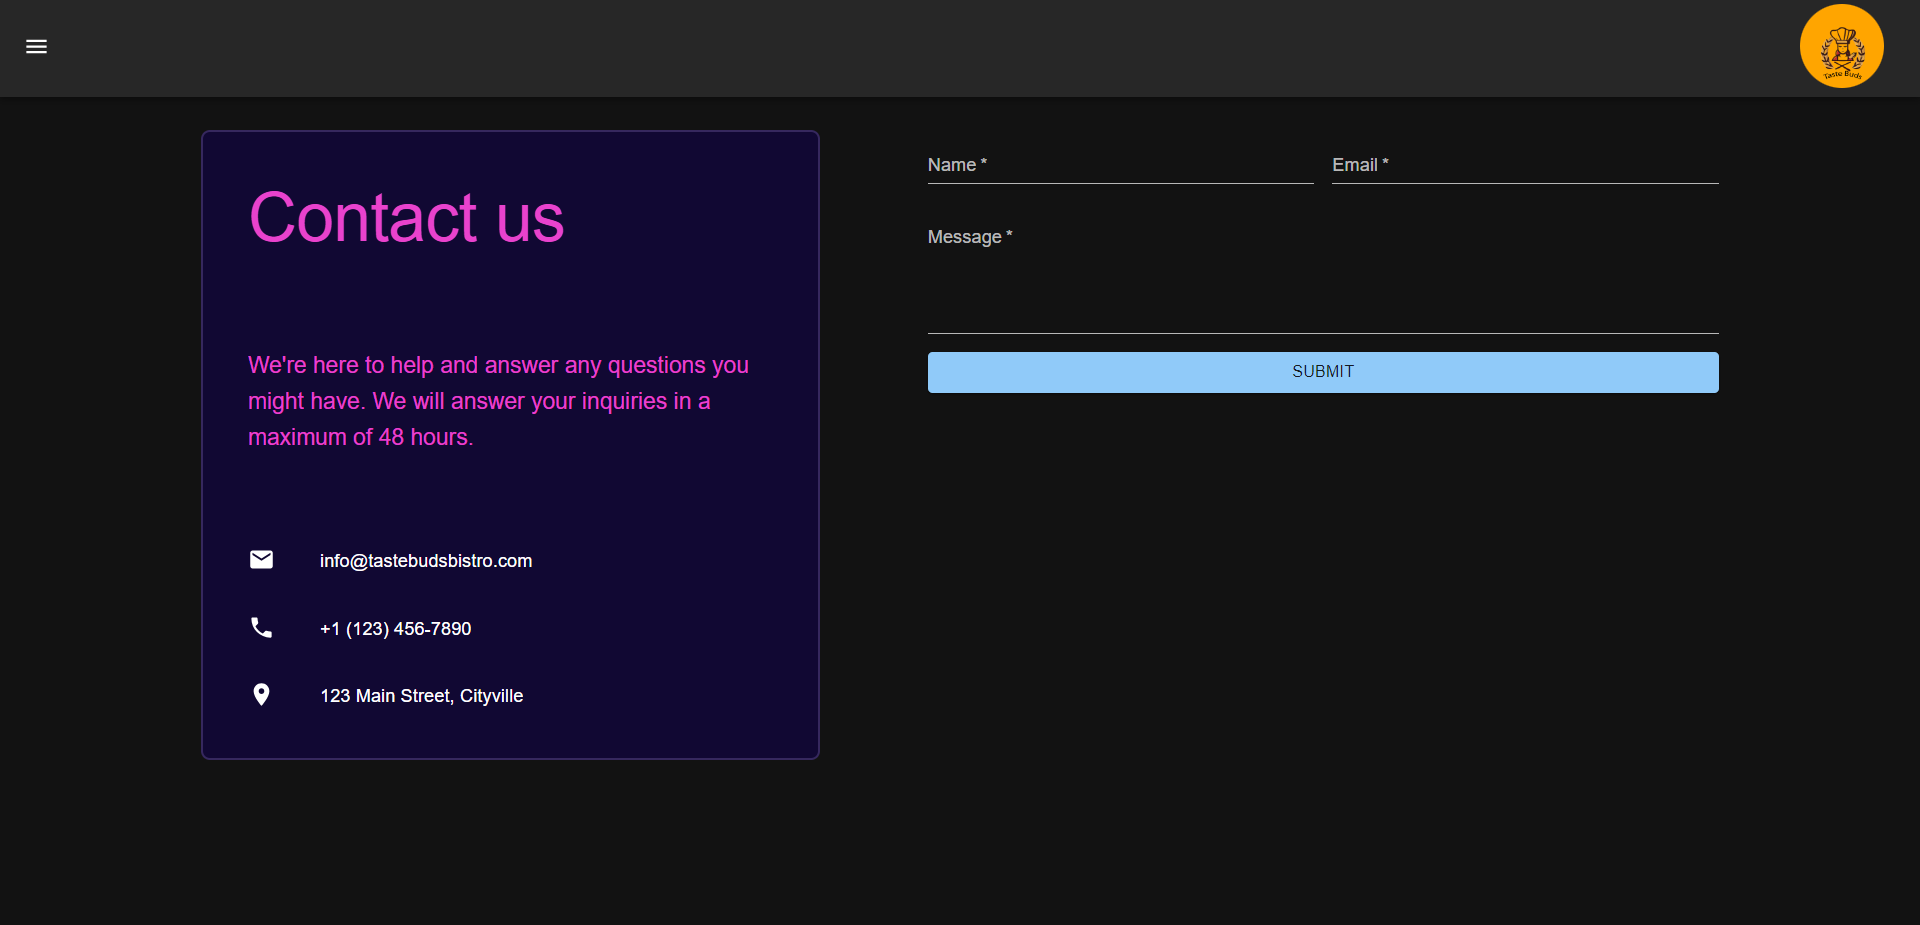 Taste Buds
Contact us
We're here to help and answer any questions you
might have. We will answer your inquiries in a
maximum of 48 hours.
info@tastebudsbistro.com
+1 (123) 456-7890
123 Main Street, Cityville
Name *
Email *
Message *
SUBMIT